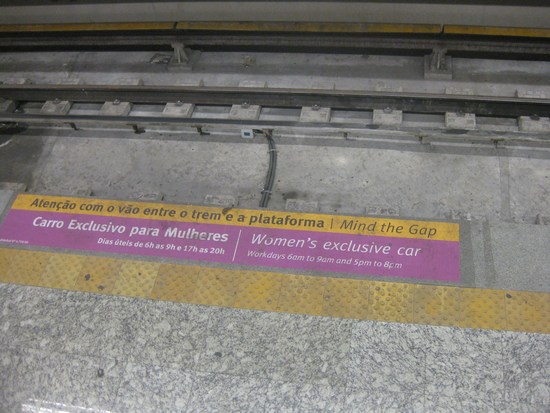 Atenção com o vão entre o trem e a plataforma | Mind the Gap
Carro Exclusivo para Mulheres
Dias úteis de 6h as 9h e 17h as 20h
Women's exclusive car
Workdays 6am to 9am and 5pm to 8pm